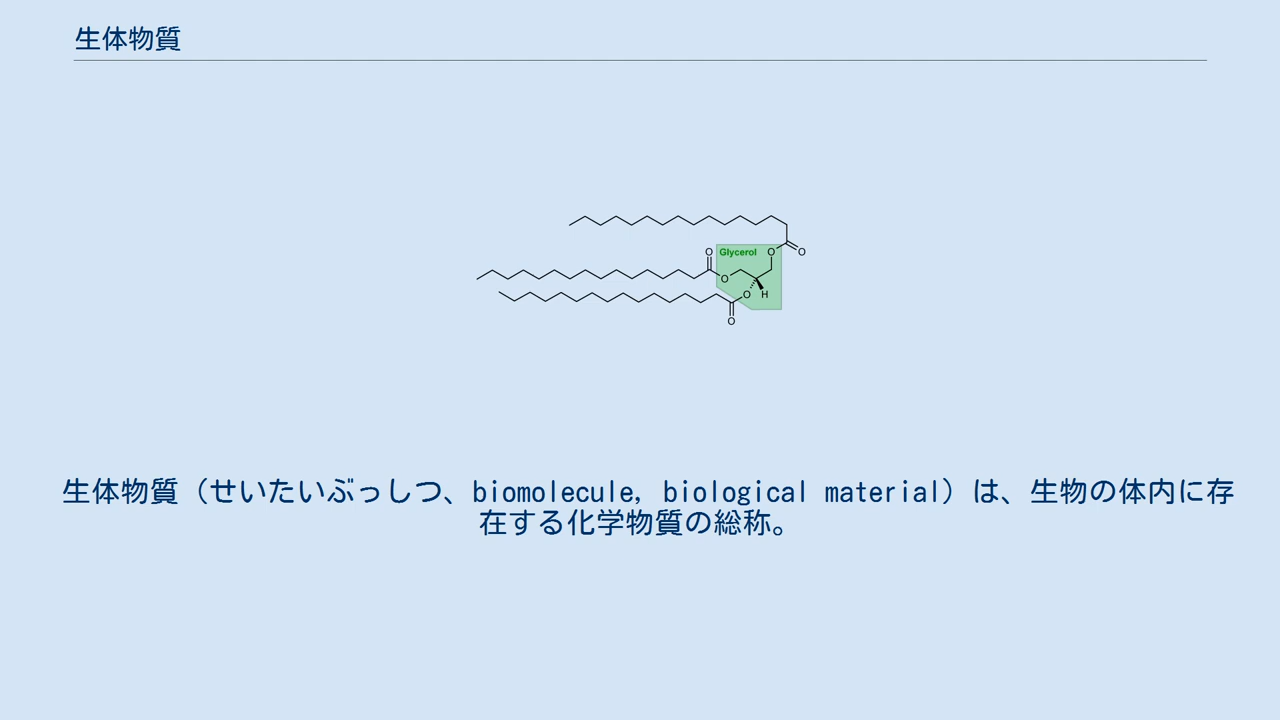 生体物質
O
Glycerol
O
O
O
O
H
O
生体物質（せいたいぶっしつ、biomolecule, biological material）は、生物の体内に存
在する化学物質の総称。